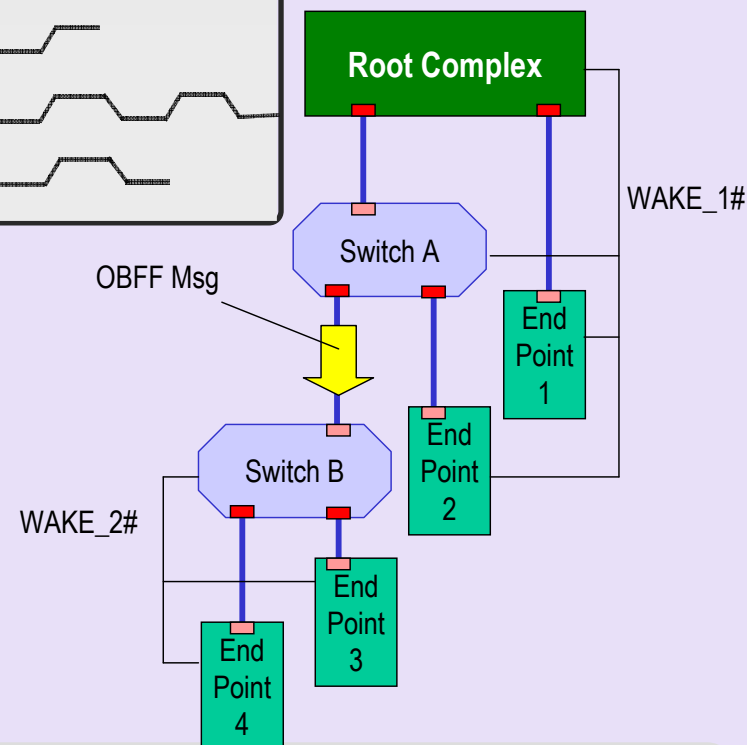 Root Complex
WAKE_1#
Switch A
OBFF Msg
End
Point
1
End
Point
2
Switch B
WAKE_2#
End
Point
3
End
Point
4